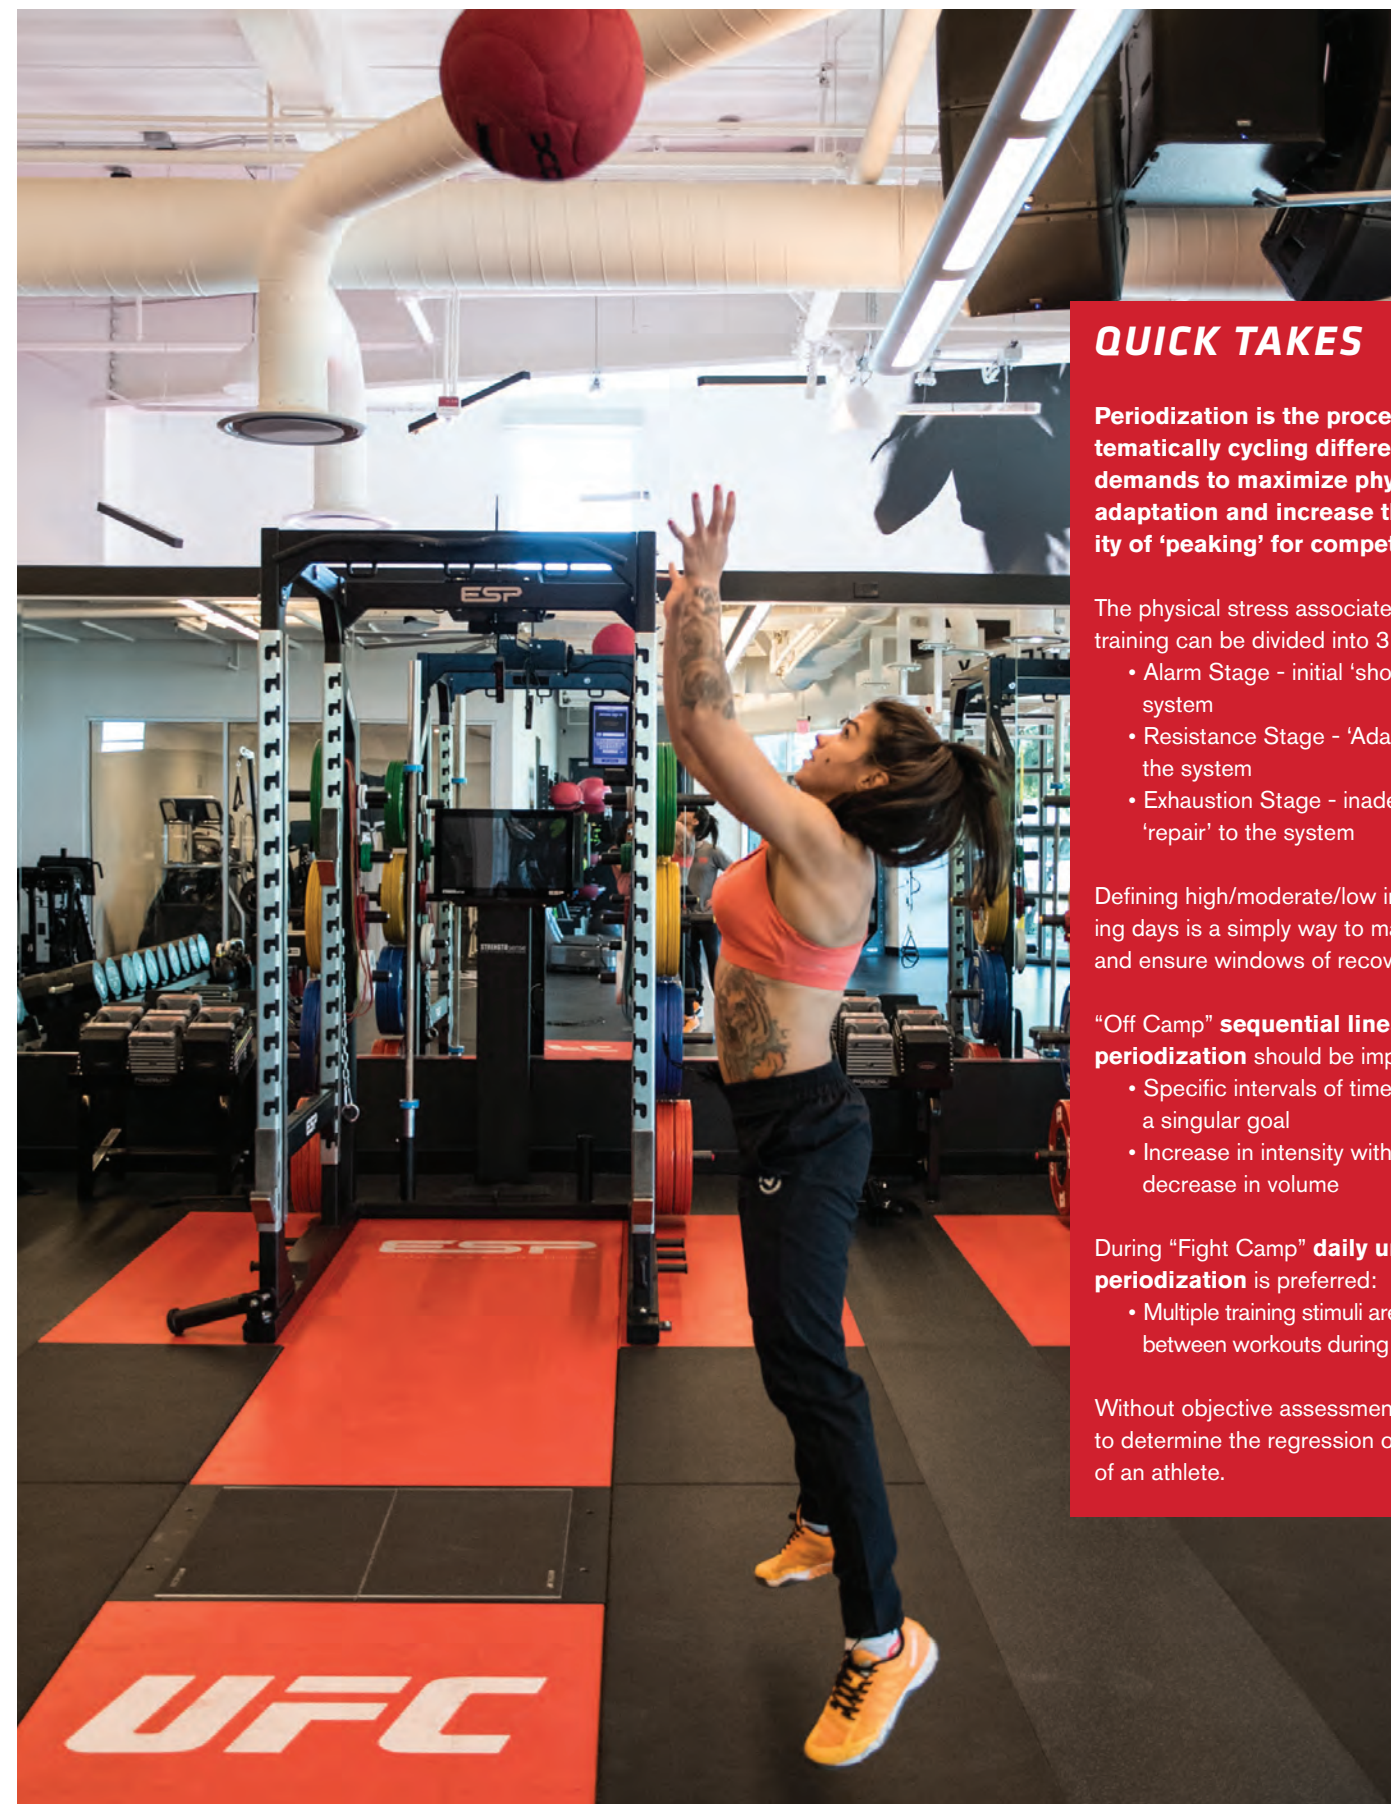 QUICK TAKES
Periodization is the proce
tematically cycling differe
demands to maximize phy
adaptation and increase t
ity of ‘peaking’ for compet
The physical stress associate
training can be divided into 3
• Alarm Stage - initial ‘sho
system
• Resistance Stage - ‘Ada
the system
• Exhaustion Stage - inade
‘repair’ to the system
Defining high/moderate/low i
ing days is a simply way to ma
and ensure windows of recov
“Off Camp” sequential line
periodization should be imp
• Specific intervals of time
a singular goal
• Increase in intensity with
decrease in volume
During “Fight Camp” daily u
periodization is preferred:
• Multiple training stimuli are
between workouts during
Without objective assessmen
to determine the regression o
of an athlete.
ESP
ESP
ESP
UFC